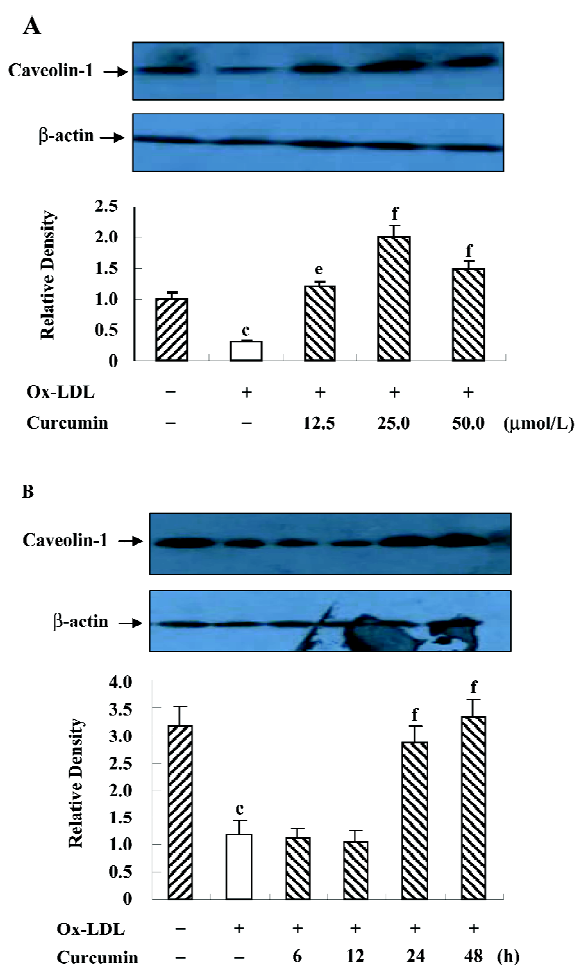 A
Caveolin-1
β-actin
Relative Density
2.5
2.0
1.5
1.0
0.5
0
c
e
f
f
Ox-LDL – + + + +
Curcumin – – 12.5 25.0 50.0 (μmol/L)
B
Caveolin-1
β-actin
Relative Density
4.0
3.5
3.0
2.5
2.0
1.5
1.0
0.5
0
c
f
f
Ox-LDL – + + + + +
Curcumin – – 6 12 24 48 (h)